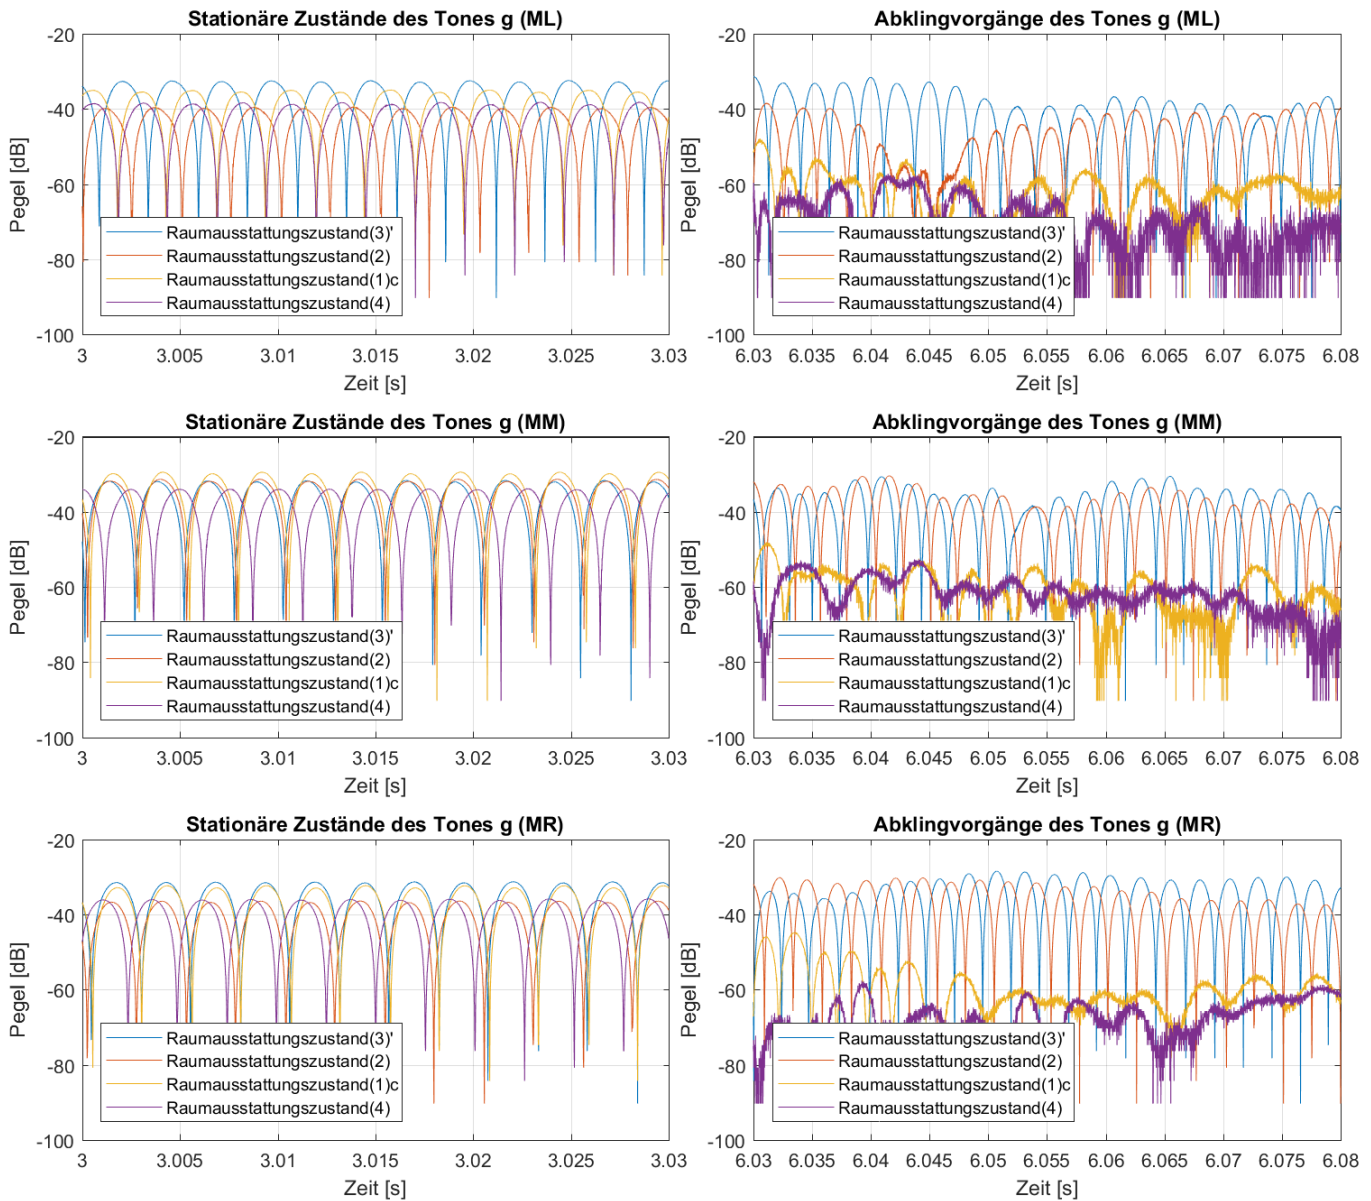 Stationäre Zustände des Tones g (ML)
-20
-40
-60
-80
-100
Pegel [dB]
Raumausstattungszustand(3)'
Raumausstattungszustand(2)
Raumausstattungszustand(1)c
Raumausstattungszustand(4)
3 3.005 3.01 3.015 3.02 3.025 3.03
Zeit [s]
Abklingvorgänge des Tones g (ML)
-20
-40
-60
-80
-100
Pegel [dB]
Raumausstattungszustand(3)'
Raumausstattungszustand(2)
Raumausstattungszustand(1)c
Raumausstattungszustand(4)
6.03 6.035 6.04 6.045 6.05 6.055 6.06 6.065 6.07 6.075 6.08
Zeit [s]
Stationäre Zustände des Tones g (MM)
-20
-40
-60
-80
-100
Pegel [dB]
Raumausstattungszustand(3)'
Raumausstattungszustand(2)
Raumausstattungszustand(1)c
Raumausstattungszustand(4)
3 3.005 3.01 3.015 3.02 3.025 3.03
Zeit [s]
Abklingvorgänge des Tones g (MM)
-20
-40
-60
-80
-100
Pegel [dB]
Raumausstattungszustand(3)'
Raumausstattungszustand(2)
Raumausstattungszustand(1)c
Raumausstattungszustand(4)
6.03 6.035 6.04 6.045 6.05 6.055 6.06 6.065 6.07 6.075 6.08
Zeit [s]
Stationäre Zustände des Tones g (MR)
-20
-40
-60
-80
-100
Pegel [dB]
Raumausstattungszustand(3)'
Raumausstattungszustand(2)
Raumausstattungszustand(1)c
Raumausstattungszustand(4)
3 3.005 3.01 3.015 3.02 3.025 3.03
Zeit [s]
Abklingvorgänge des Tones g (MR)
-20
-40
-60
-80
-100
Pegel [dB]
Raumausstattungszustand(3)'
Raumausstattungszustand(2)
Raumausstattungszustand(1)c
Raumausstattungszustand(4)
6.03 6.035 6.04 6.045 6.05 6.055 6.06 6.065 6.07 6.075 6.08
Zeit [s]